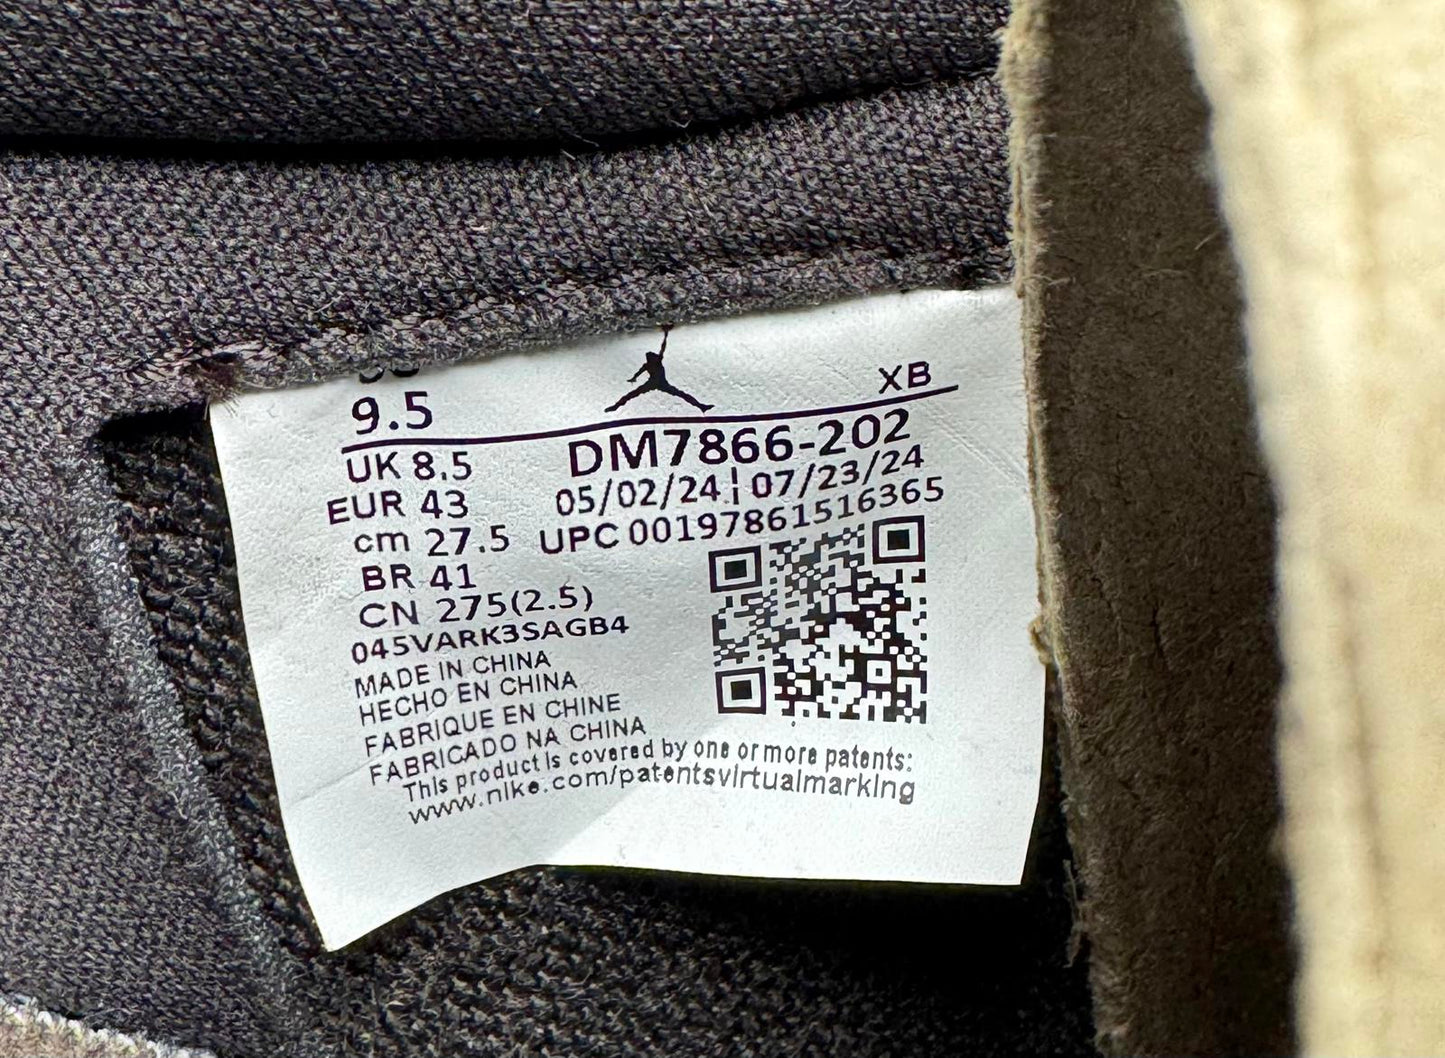 9.5
XB
UK 8.5
DM7866-202
EUR 43
05/02/24 | 07/23/24
cm 27.5
UPC 00197861516365
BR 41
CN 275(2.5)
045VARK3SAGB4
MADE IN CHINA
HECHO EN CHINA
FABRIQUE EN CHINE
FABRICADO NA CHINA
This product is covered by one or more patents:
www.nike.com/patentsvirtualmarking